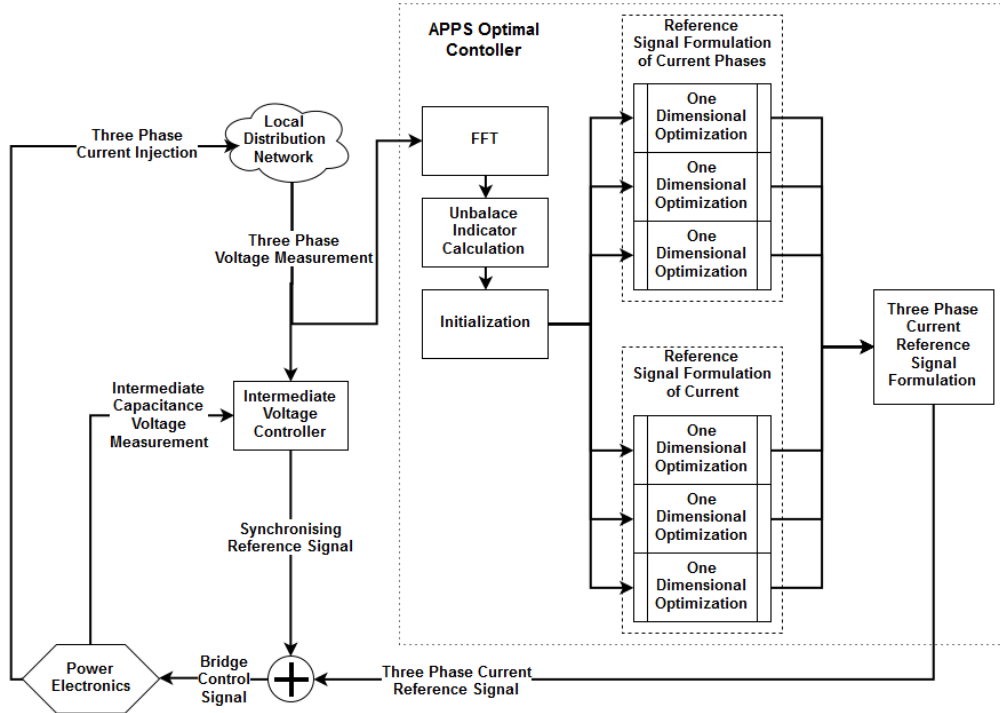 APPS Optimal
Contoller
Reference
Signal Formulation
of Current Phases
One
Dimensional
Optimization
One
Dimensional
Optimization
One
Dimensional
Optimization
Local
Distribution
Network
Three Phase
Current Injection
FFT
Unbalace
Indicator
Calculation
Initialization
Three Phase
Voltage Measurement
Three Phase
Current
Reference
Signal
Formulation
Reference
Signal Formulation
of Current
One
Dimensional
Optimization
One
Dimensional
Optimization
One
Dimensional
Optimization
Intermediate
Capacitance
Voltage
Measurement
Intermediate
Voltage
Controller
Synchronising
Reference Signal
Power
Electronics
Bridge
Control
Signal
Three Phase Current
Reference Signal